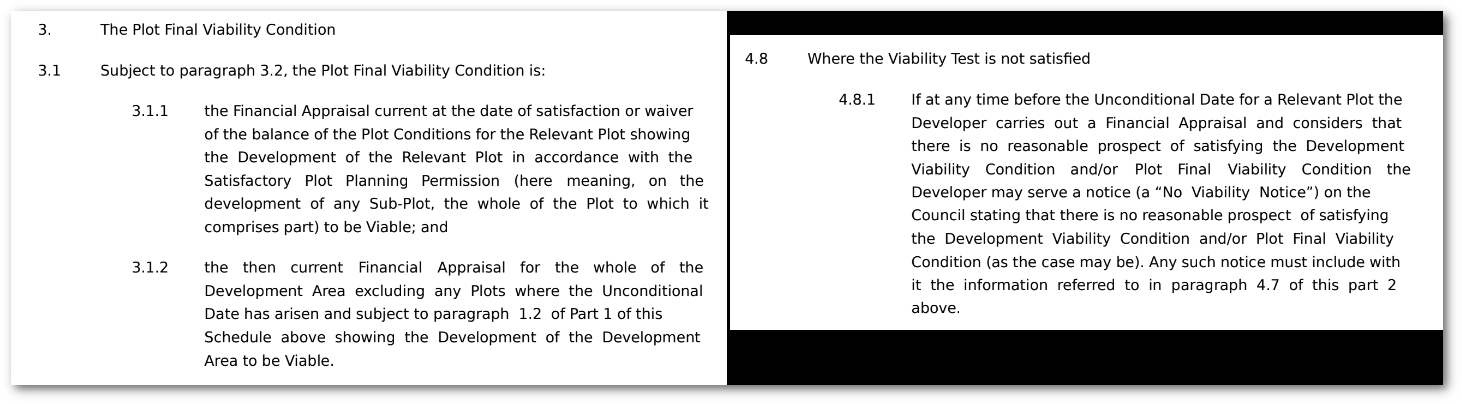 3. The Plot Final Viability Condition
3.1 Subject to paragraph 3.2, the Plot Final Viability Condition is:
3.1.1 the Financial Appraisal current at the date of satisfaction or waiver
of the balance of the Plot Conditions for the Relevant Plot showing
the Development of the Relevant Plot in accordance with the
Satisfactory Plot Planning Permission (here meaning, on the
development of any Sub-Plot, the whole of the Plot to which it
comprises part) to be Viable; and
3.1.2 the then current Financial Appraisal for the whole of the
Development Area excluding any Plots where the Unconditional
Date has arisen and subject to paragraph 1.2 of Part 1 of this
Schedule above showing the Development of the Development
Area to be Viable.
4.8 Where the Viability Test is not satisfied
4.8.1 If at any time before the Unconditional Date for a Relevant Plot the
Developer carries out a Financial Appraisal and considers that
there is no reasonable prospect of satisfying the Development
Viability Condition and/or Plot Final Viability Condition the
Developer may serve a notice (a “No Viability Notice”) on the
Council stating that there is no reasonable prospect of satisfying
the Development Viability Condition and/or Plot Final Viability
Condition (as the case may be). Any such notice must include with
it the information referred to in paragraph 4.7 of this part 2
above.